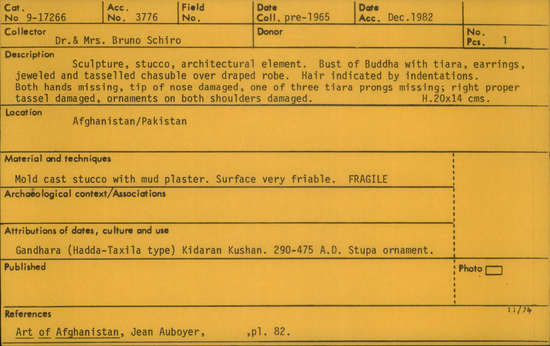 Cat. No. 9-17266 Acc. No. 3776 Field No. Date Coll. pre-1965 Date Acc. Dec.1982
Collector Dr.& Mrs. Bruno Schiro Donor No. Pcs. 1
Description
Sculpture, stucco, architectural element. Bust of Buddha with tiara, earrings,
jeweled and tasselled chasuble over draped robe. Hair indicated by indentations.
Both hands missing, tip of nose damaged, one of three tiara prongs missing; right proper
tassel damaged, ornaments on both shoulders damaged. H.20x14 cms.
Location
Afghanistan/Pakistan
Material and techniques
Mold cast stucco with mud plaster. Surface very friable. FRAGILE
Archaeological context/Associations
Attributions of dates, culture and use
Gandhara (Hadda-Taxila type) Kidaran Kushan. 290-475 A.D. Stupa ornament.
Published Photo
References 11/74
Art of Afghanistan, Jean Auboyer, ,pl. 82.